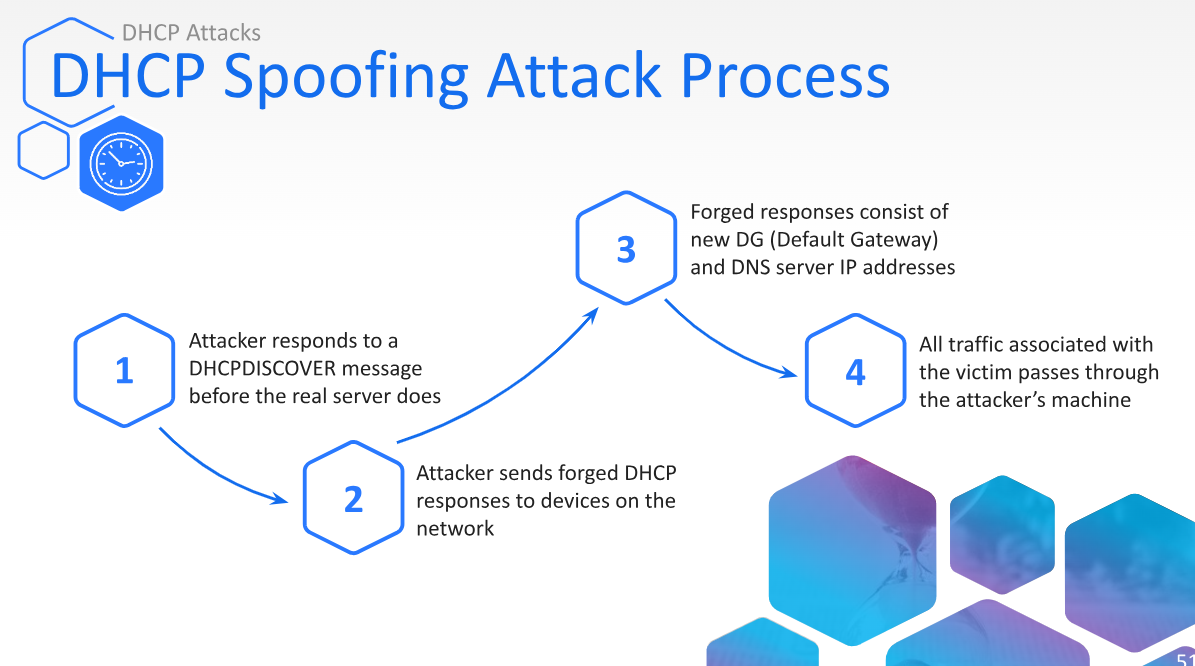 DHCP Attacks
DHCP Spoofing Attack Process
1
Attacker responds to a
DHCPDISCOVER message
before the real server does
2
Attacker sends forged DHCP
responses to devices on the
network
3
Forged responses consist of
new DG (Default Gateway)
and DNS server IP addresses
4
All traffic associated with
the victim passes through
the attacker’s machine